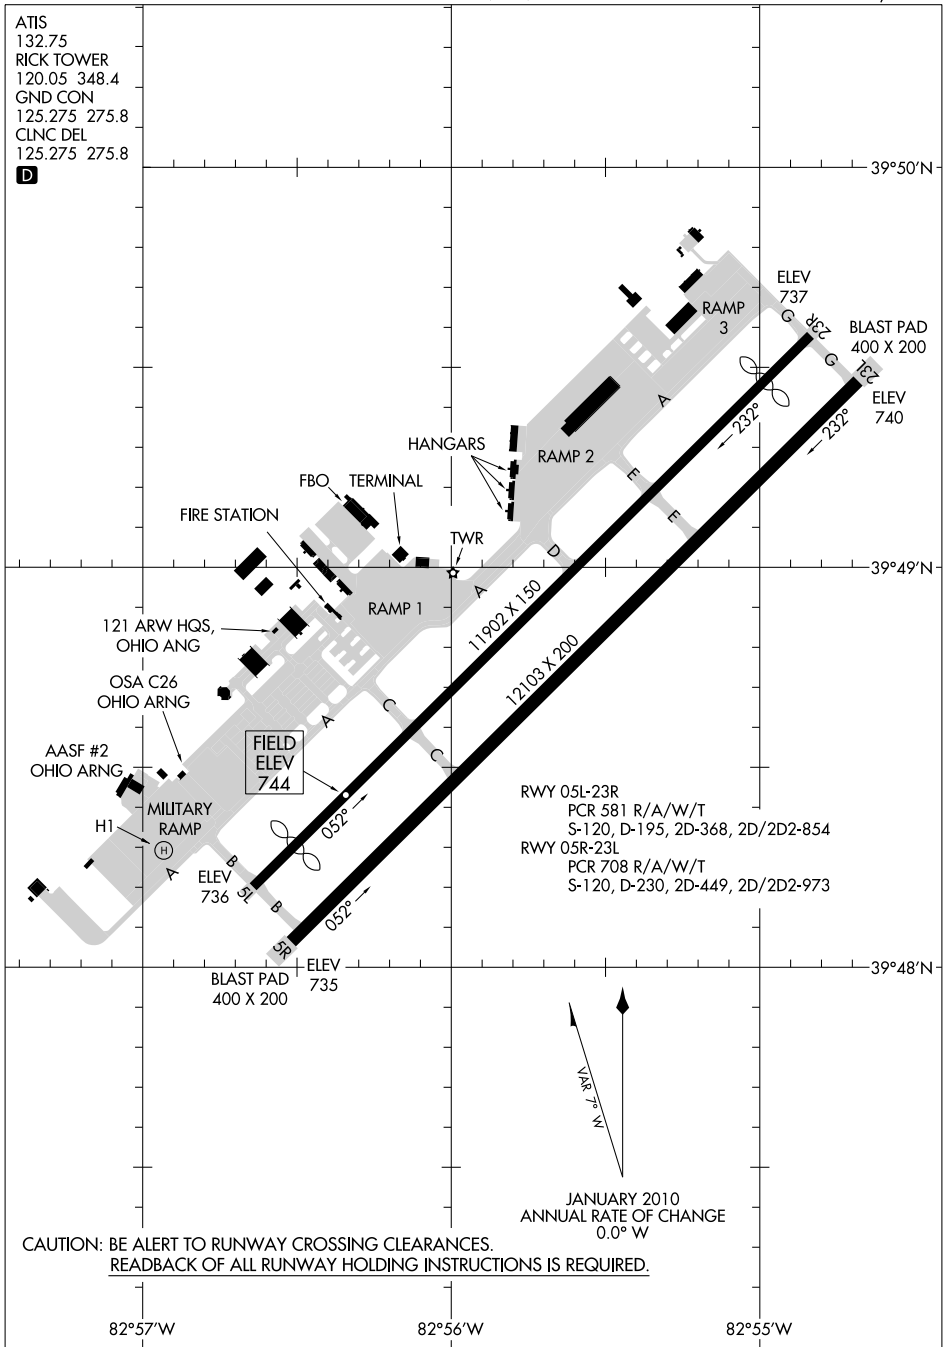 ATIS
132.75
RICK TOWER
120.05 348.4
GND CON
125.275 275.8
CLNC DEL
125.275 275.8
D
39°50'N
ELEV
737
RAMP
3
G
23R
BLAST PAD
400 X 200
G
23L
ELEV
740
A
232°
232°
HANGARS
RAMP 2
FBO
TERMINAL
E
E
FIRE STATION
TWR
D
39°49'N
A
RAMP 1
11902 X 150
121 ARW HQS,
OHIO ANG
12103 X 200
OSA C26
OHIO ARNG
A
C
C
FIELD
ELEV
744
AASF #2
OHIO ARNG
MILITARY
RAMP
H1
H
A
052°
RWY 05L-23R
PCR 581 R/A/W/T
S-120, D-195, 2D-368, 2D/2D2-854
RWY 05R-23L
PCR 708 R/A/W/T
S-120, D-230, 2D-449, 2D/2D2-973
B
ELEV
736
5L
B
052°
5R
ELEV
735
BLAST PAD
400 X 200
39°48'N
VAR 7° W
JANUARY 2010
ANNUAL RATE OF CHANGE
0.0° W
CAUTION: BE ALERT TO RUNWAY CROSSING CLEARANCES.
READBACK OF ALL RUNWAY HOLDING INSTRUCTIONS IS REQUIRED.
82°57'W
82°56'W
82°55'W